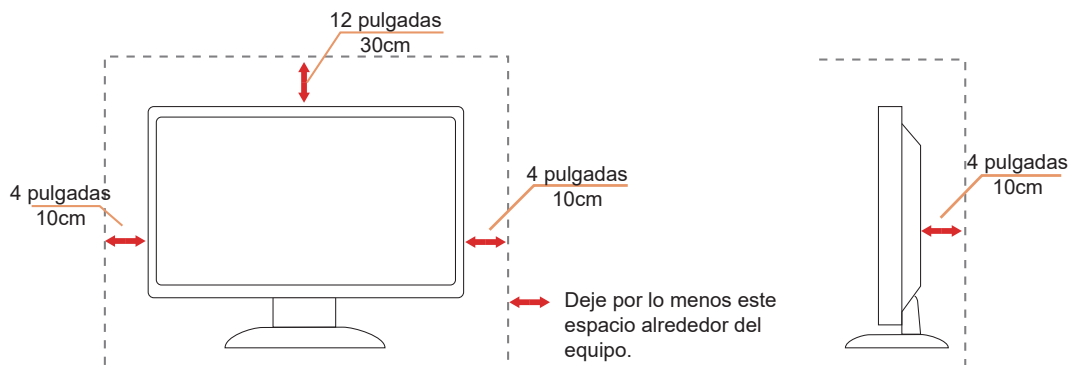 12 pulgadas
30cm
4 pulgadas
10cm
4 pulgadas
10cm
Deje por lo menos este
espacio alrededor del
equipo.
4 pulgadas
10cm